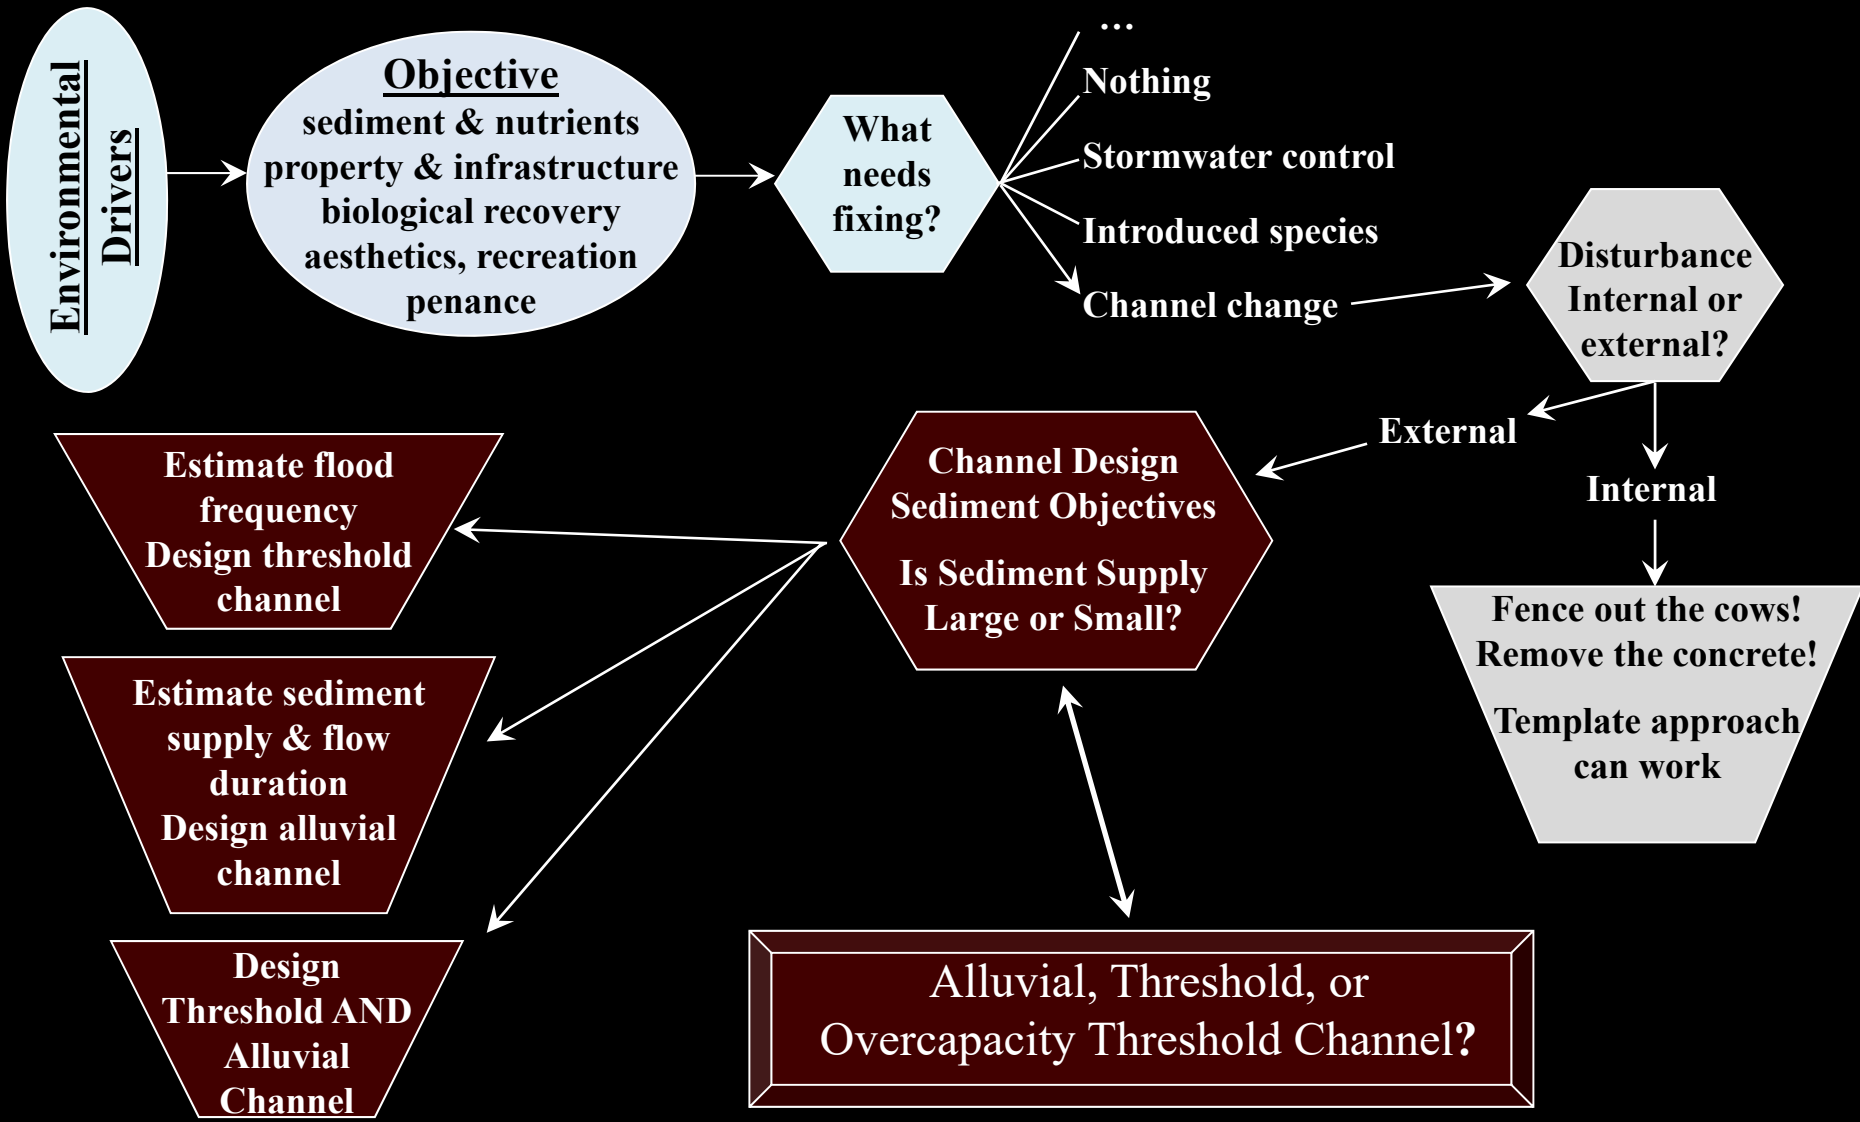 Environmental
Drivers
Objective
sediment & nutrients
property & infrastructure
biological recovery
aesthetics, recreation
penance
What
needs
fixing?
...
Nothing
Stormwater control
Introduced species
Channel change
Disturbance
Internal or
external?
External
Internal
Fence out the cows!
Remove the concrete!
Template approach
can work
Channel Design
Sediment Objectives
Is Sediment Supply
Large or Small?
Estimate flood
frequency
Design threshold
channel
Estimate sediment
supply & flow
duration
Design alluvial
channel
Design
Threshold AND
Alluvial
Channel
Alluvial, Threshold, or
Overcapacity Threshold Channel?